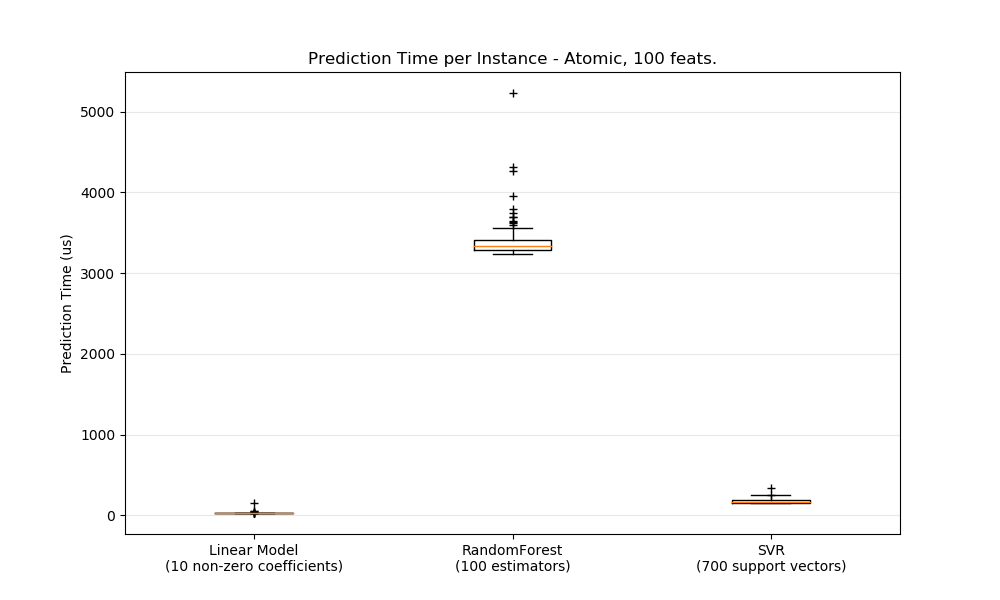 Prediction Time per Instance - Atomic, 100 feats.
5000
4000
3000
2000
1000
0
Prediction Time (us)
Linear Model
(10 non-zero coefficients)
RandomForest
(100 estimators)
SVR
(700 support vectors)